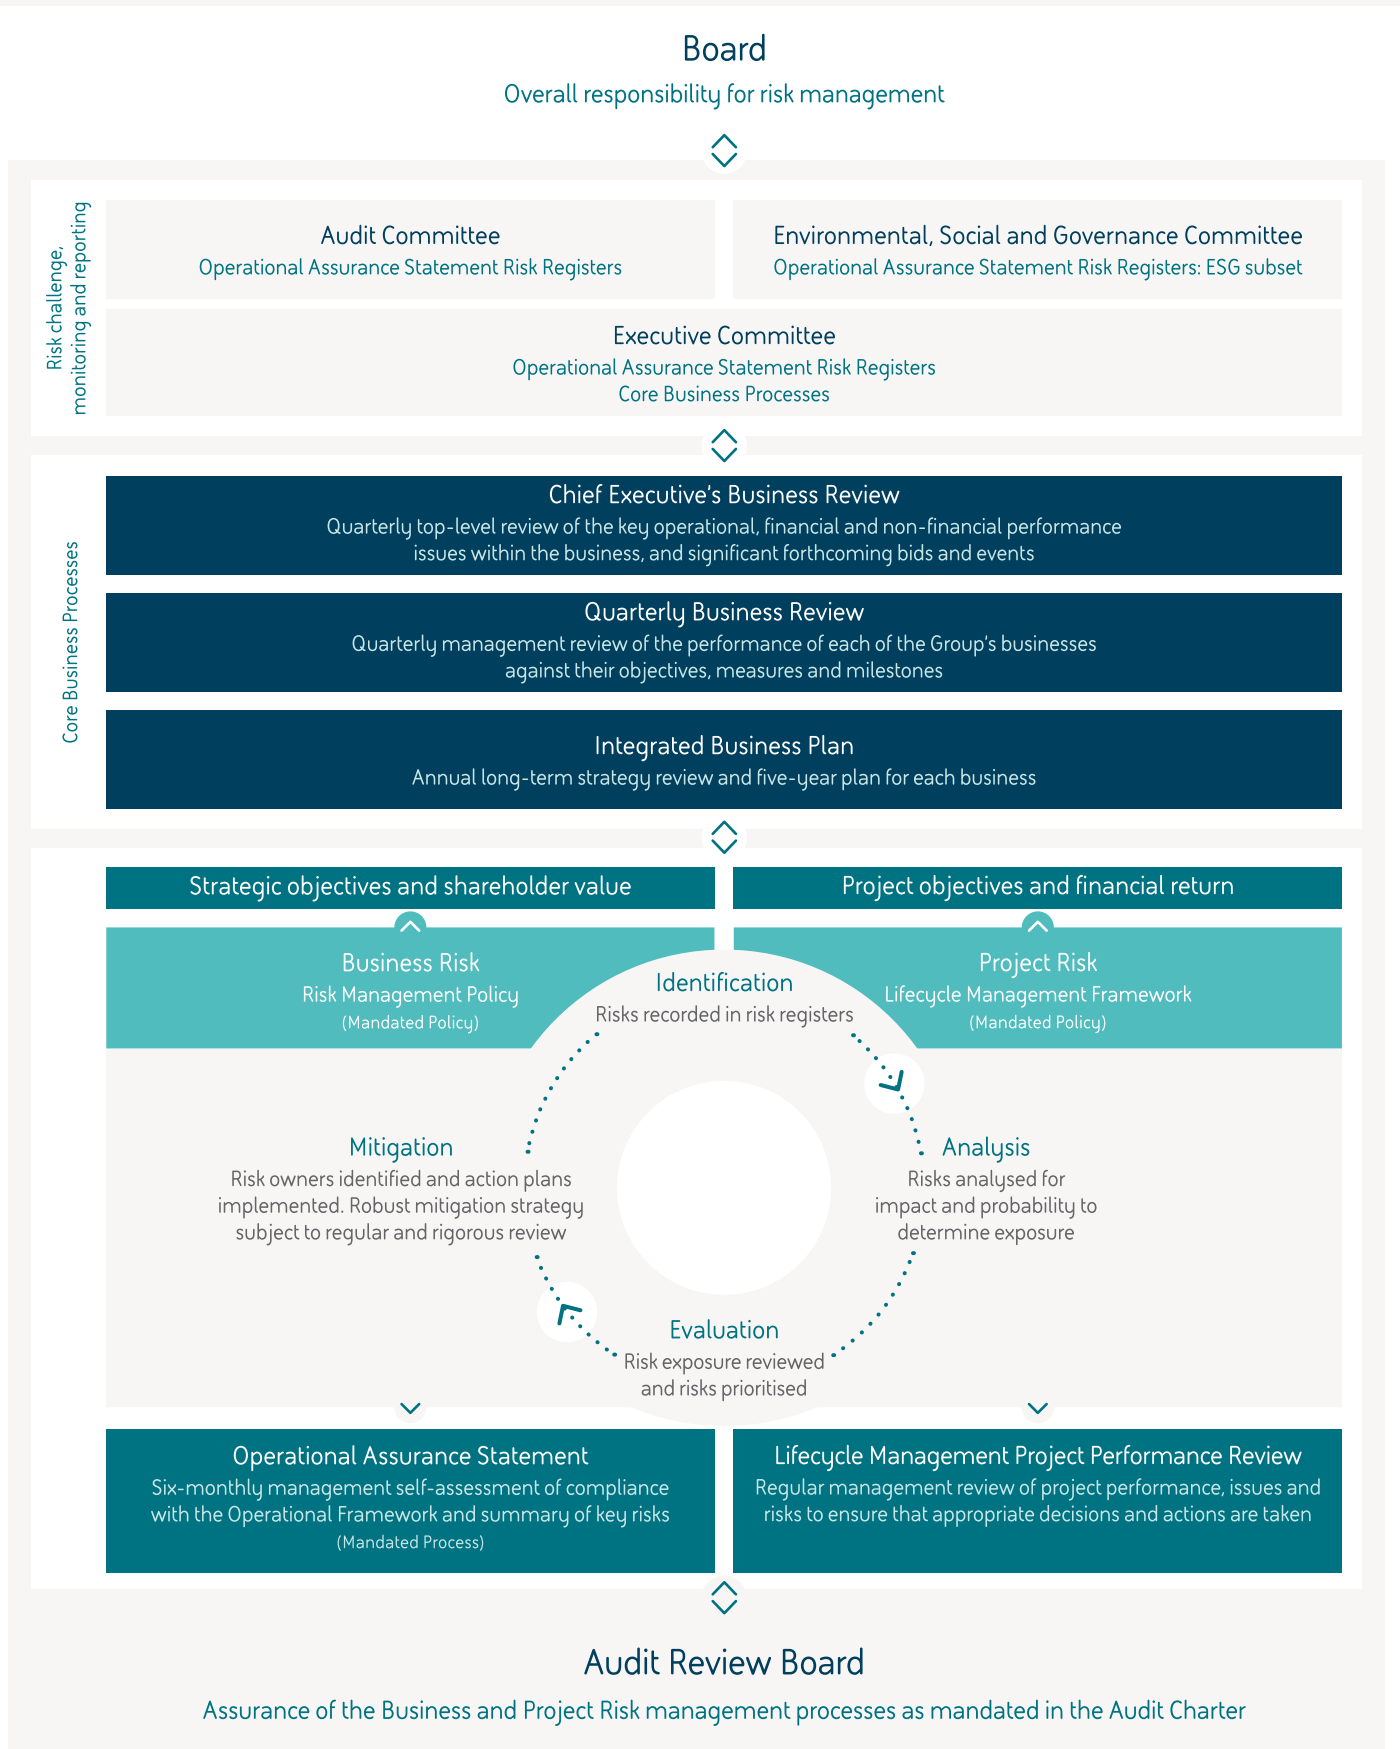 Board
Overall responsibility for risk management
Risk challenge,
monitoring and reporting
Audit Committee
Operational Assurance Statement Risk Registers
Environmental, Social and Governance Committee
Operational Assurance Statement Risk Registers: ESG subset
Executive Committee
Operational Assurance Statement Risk Registers
Core Business Processes
Core Business Processes
Chief Executive's Business Review
Quarterly top-level review of the key operational, financial and non-financial performance
issues within the business, and significant forthcoming bids and events
Quarterly Business Review
Quarterly management review of the performance of each of the Group's businesses
against their objectives, measures and milestones
Integrated Business Plan
Annual long-term strategy review and five-year plan for each business
Strategic objectives and shareholder value
Project objectives and financial return
Business Risk
Risk Management Policy
(Mandated Policy)
Project Risk
Lifecycle Management Framework
(Mandated Policy)
Identification
Risks recorded in risk registers
Mitigation
Risk owners identified and action plans
implemented. Robust mitigation strategy
subject to regular and rigorous review
Analysis
Risks analysed for
impact and probability to
determine exposure
Evaluation
Risk exposure reviewed
and risks prioritised
Operational Assurance Statement
Six-monthly management self-assessment of compliance
with the Operational Framework and summary of key risks
(Mandated Process)
Lifecycle Management Project Performance Review
Regular management review of project performance, issues and
risks to ensure that appropriate decisions and actions are taken
Audit Review Board
Assurance of the Business and Project Risk management processes as mandated in the Audit Charter